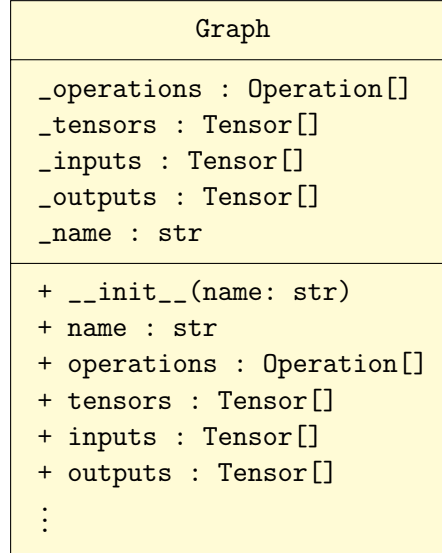 Graph
_operations : Operation[]
_tensors : Tensor[]
_inputs : Tensor[]
_outputs : Tensor[]
_name : str
+ __init__(name: str)
+ name : str
+ operations : Operation[]
+ tensors : Tensor[]
+ inputs : Tensor[]
+ outputs : Tensor[]
⋮